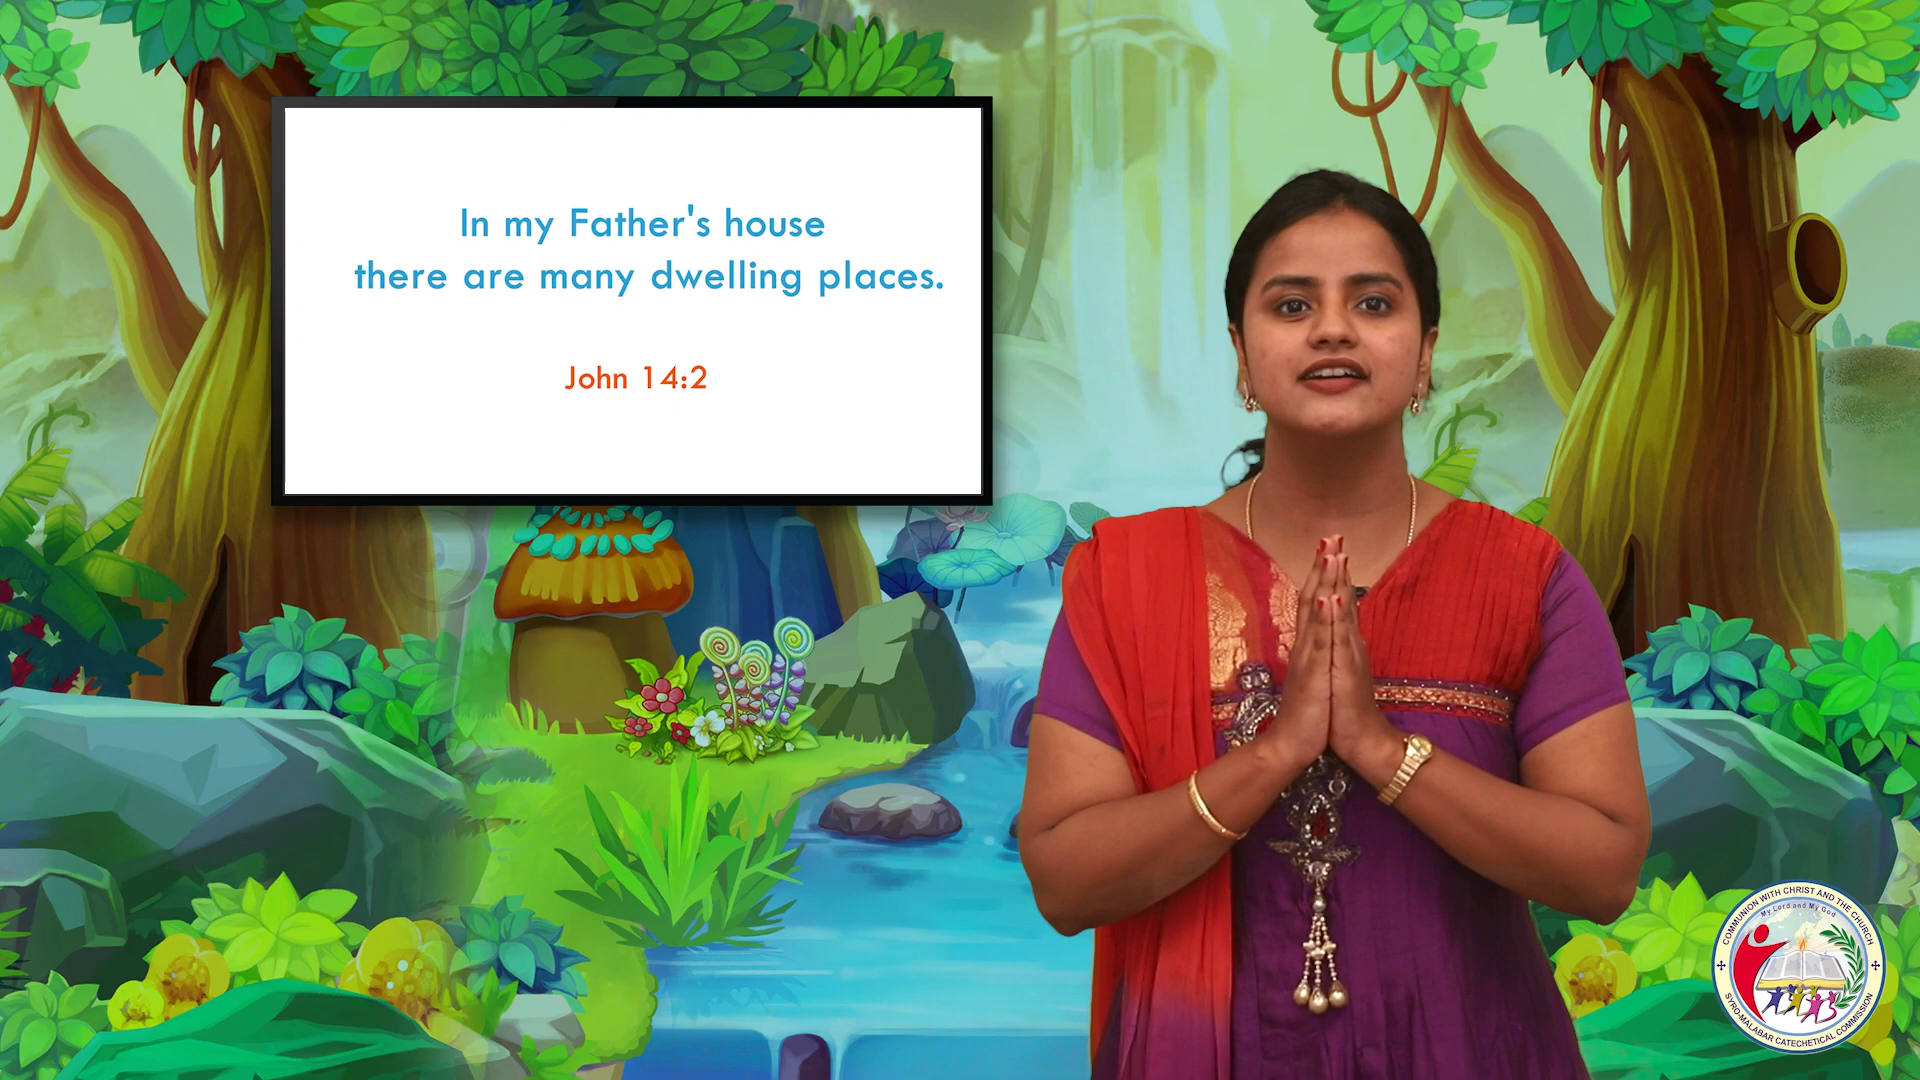 In my Father's house
there are many dwelling places.
John 14:2
COMMUNION WITH CHRIST AND THE CHURCH
My Lord and My God
SYRO-MALABAR CATECHETICAL COMMISSION